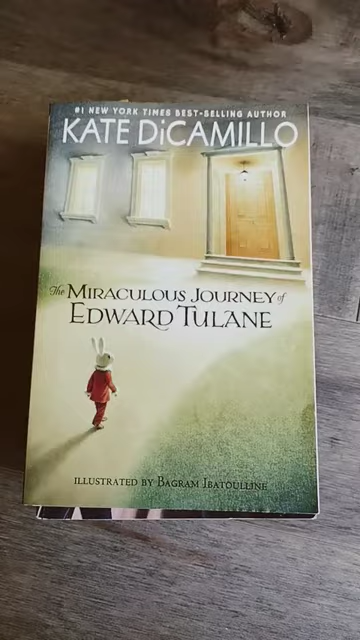 #1 NEW YORK TIMES BEST-SELLING AUTHOR
KATE DiCAMILLO
The MIRACULOUS JOURNEY of
EDWARD TULANE
ILLUSTRATED BY BAGRAM IBATOULLINE